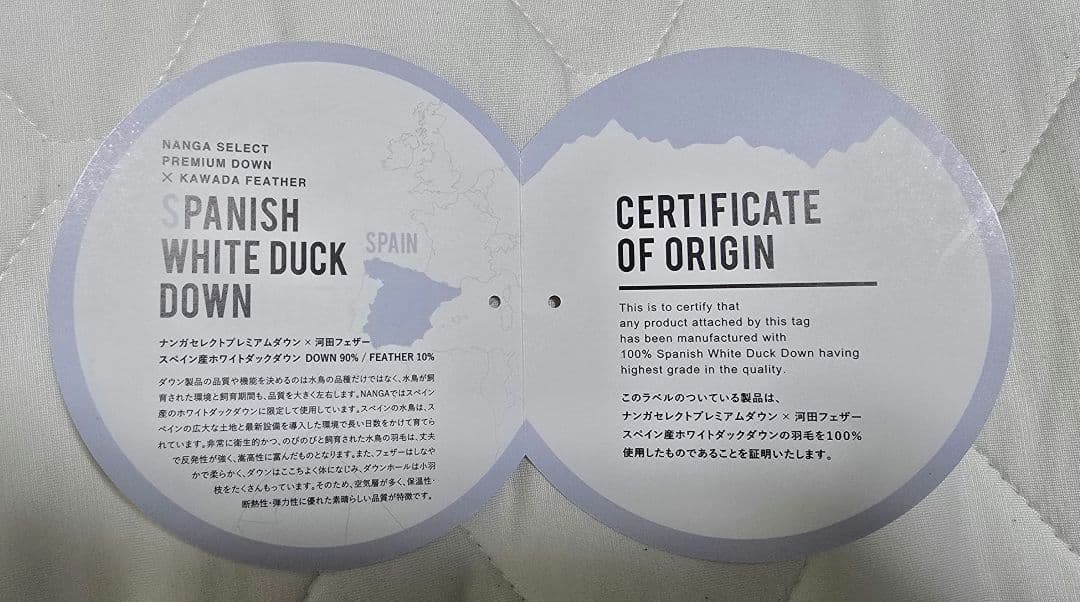 NANGA SELECT
PREMIUM DOWN
× KAWADA FEATHER
SPANISH
WHITE DUCK
DOWN
SPAIN
ナンガセレクトプレミアムダウン × 河田フェザー
スペイン産ホワイトダックダウン DOWN 90% / FEATHER 10%
ダウン製品の品質や機能を決めるのは水鳥の品種だけではなく、水鳥が飼
育された環境と飼育期間も、品質を大きく左右します。NANGAではスペイン
産のホワイトダックダウンに限定して使用しています。スペインの水鳥は、ス
ペインの広大な土地と最新設備を導入した環境で長い日数をかけて育てら
れています。非常に衛生的かつ、のびのびと飼育された水鳥の羽毛は、丈夫
で反発性が強く、嵩高性に富んだものとなります。また、フェザーはしなや
かで柔らかく、ダウンはここちよく体になじみ、ダウンボールは小羽
枝をたくさんもっています。そのため、空気層が多く、保温性・
断熱性・弾力性に優れた素晴らしい品質が特徴です。
CERTIFICATE
OF ORIGIN
This is to certify that
any product attached by this tag
has been manufactured with
100% Spanish White Duck Down having
highest grade in the quality.
このラベルのついている製品は、
ナンガセレクトプレミアムダウン × 河田フェザー
スペイン産ホワイトダックダウンの羽毛を100%
使用したものであることを証明いたします。